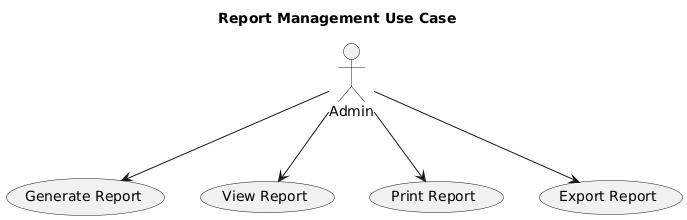 Report Management Use Case
Admin
Generate Report
View Report
Print Report
Export Report